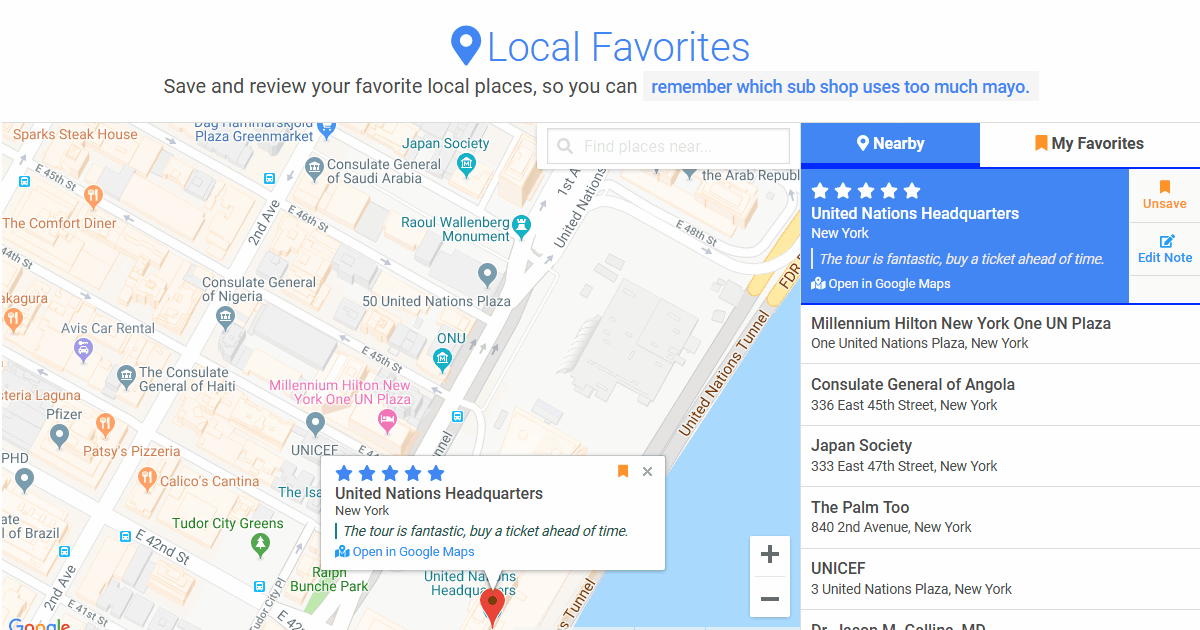 Local Favorites
Save and review your favorite local places, so you can remember which sub shop uses too much mayo.
Find places near...
Nearby
My Favorites
United Nations Headquarters
New York
The tour is fantastic, buy a ticket ahead of time.
Open in Google Maps
Unsave
Edit Note
Millennium Hilton New York One UN Plaza
One United Nations Plaza, New York
Consulate General of Angola
336 East 45th Street, New York
Japan Society
333 East 47th Street, New York
The Palm Too
840 2nd Avenue, New York
UNICEF
3 United Nations Plaza, New York
Sparks Steak House
Dag Hammarskjold
Plaza Greenmarket
Japan Society
Consulate General
of Saudi Arabia
the Arab Republ
1st A
United Nations
E 45th St
The Comfort Diner
2nd Ave
E 46th St
Raoul Wallenberg
Monument
E 48th St
FDR
44th St
Consulate General
of Nigeria
50 United Nations Plaza
akagura
Avis Car Rental
ONU
E 45th St
United Nations Tunnel
The Consulate
General of Haiti
Millennium Hilton New
York One UN Plaza
steria Laguna
Pfizer
Patsy's Pizzeria
UNICEF
nnel
PHD
Calico's Cantina
The Isa
United Nations Headquarters
New York
The tour is fantastic, buy a ticket ahead of time.
Open in Google Maps
ate
l of Brazil
Tudor City Greens
E 42nd St
Ralph
Bunche Park
United Nations
Headquarters
2nd Ave
E 41st St
Tudor City Pl
E 42
s Tunnel
Google